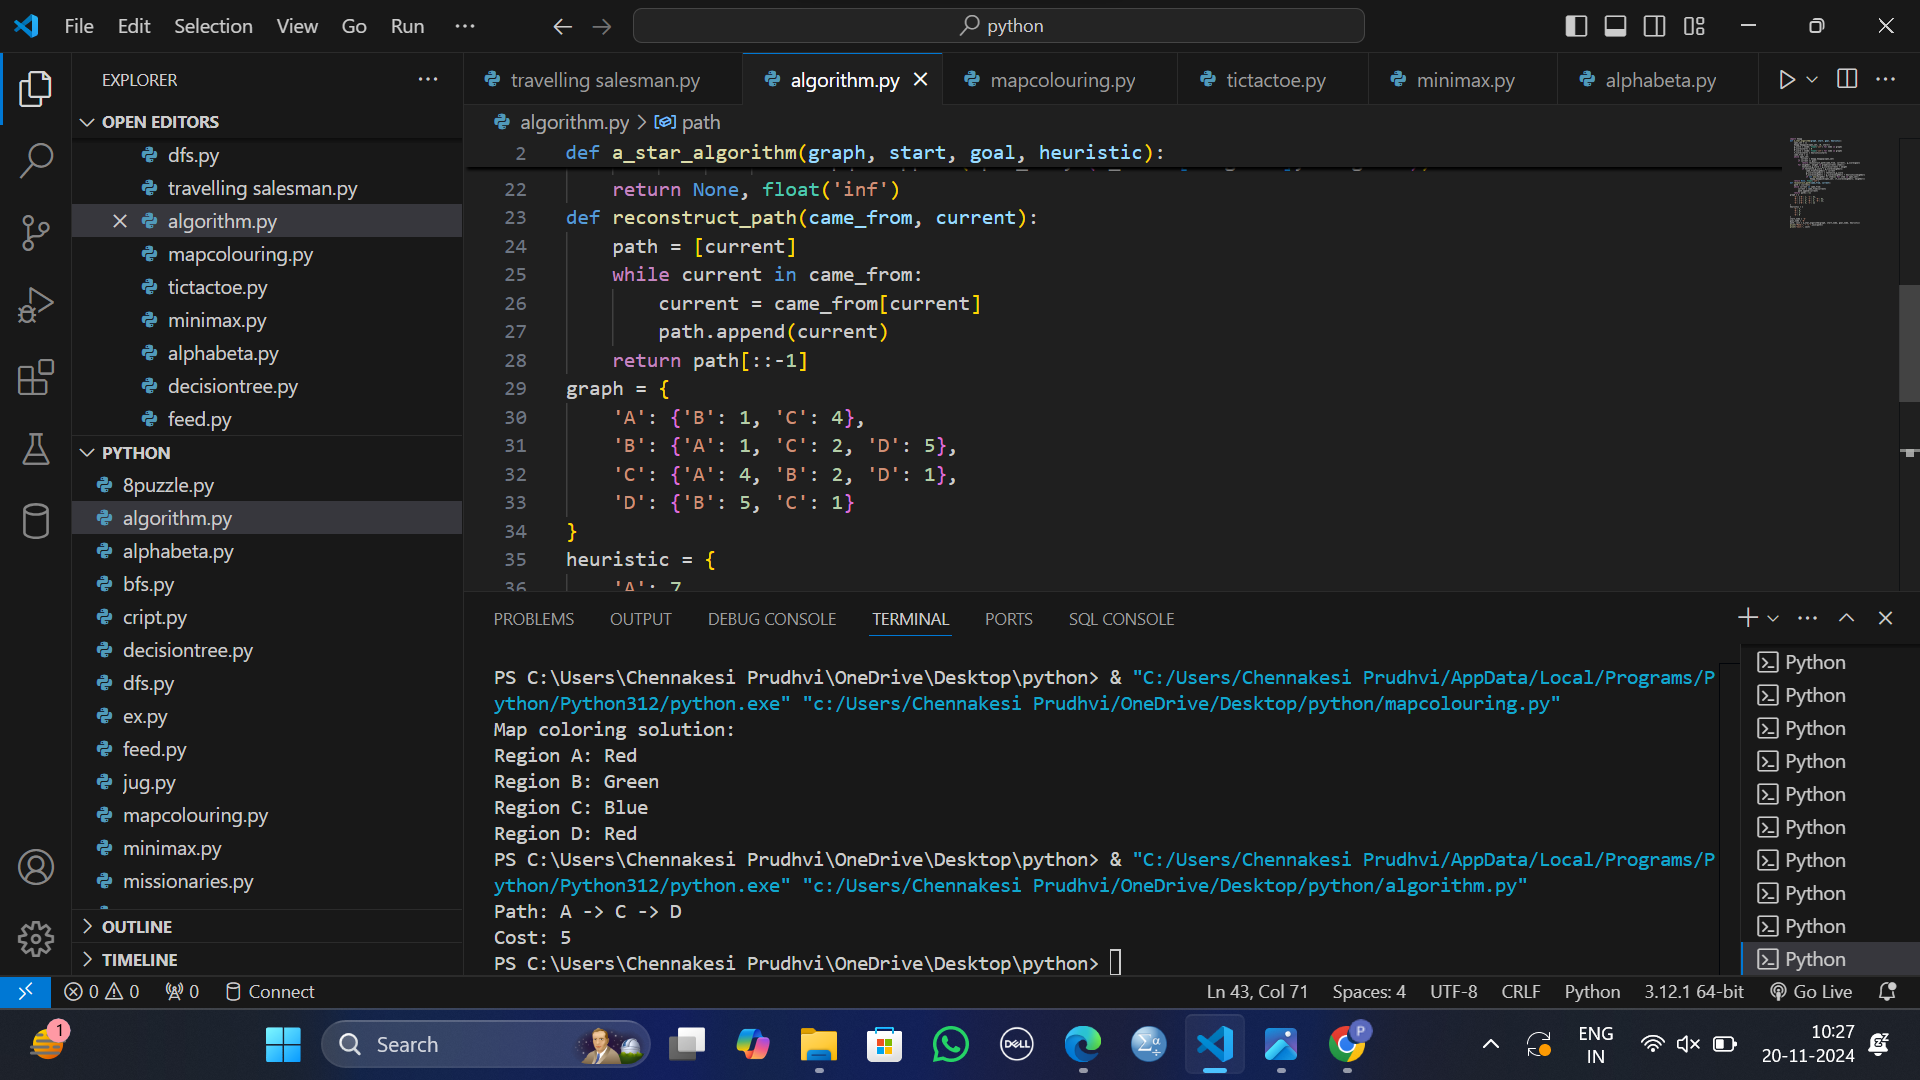 File Edit Selection View Go Run ...
python
EXPLORER
OPEN EDITORS
dfs.py
travelling salesman.py
algorithm.py
mapcolouring.py
tictactoe.py
minimax.py
alphabeta.py
decisiontree.py
feed.py
PYTHON
8puzzle.py
algorithm.py
alphabeta.py
bfs.py
cript.py
decisiontree.py
dfs.py
ex.py
feed.py
jug.py
mapcolouring.py
minimax.py
missionaries.py
OUTLINE
TIMELINE
travelling salesman.py algorithm.py mapcolouring.py tictactoe.py minimax.py alphabeta.py
algorithm.py > path
2 def a_star_algorithm(graph, start, goal, heuristic):
22 return None, float('inf')
23 def reconstruct_path(came_from, current):
24 path = [current]
25 while current in came_from:
26 current = came_from[current]
27 path.append(current)
28 return path[::-1]
29 graph = {
30 'A': {'B': 1, 'C': 4},
31 'B': {'A': 1, 'C': 2, 'D': 5},
32 'C': {'A': 4, 'B': 2, 'D': 1},
33 'D': {'B': 5, 'C': 1}
34 }
35 heuristic = {
36 'A': 7
PROBLEMS OUTPUT DEBUG CONSOLE TERMINAL PORTS SQL CONSOLE
PS C:\Users\Chennakesi Prudhvi\OneDrive\Desktop\python> & "C:/Users/Chennakesi Prudhvi/AppData/Local/Programs/P
ython/Python312/python.exe" "c:/Users/Chennakesi Prudhvi/OneDrive/Desktop/python/mapcolouring.py"
Map coloring solution:
Region A: Red
Region B: Green
Region C: Blue
Region D: Red
PS C:\Users\Chennakesi Prudhvi\OneDrive\Desktop\python> & "C:/Users/Chennakesi Prudhvi/AppData/Local/Programs/P
ython/Python312/python.exe" "c:/Users/Chennakesi Prudhvi/OneDrive/Desktop/python/algorithm.py"
Path: A -> C -> D
Cost: 5
PS C:\Users\Chennakesi Prudhvi\OneDrive\Desktop\python>
Python
Python
Python
Python
Python
Python
Python
Python
Python
Python
0 0 0 Connect
Ln 43, Col 71 Spaces: 4 UTF-8 CRLF Python 3.12.1 64-bit Go Live
1
Search
DELL
Σα
P
ENG
IN
10:27
20-11-2024